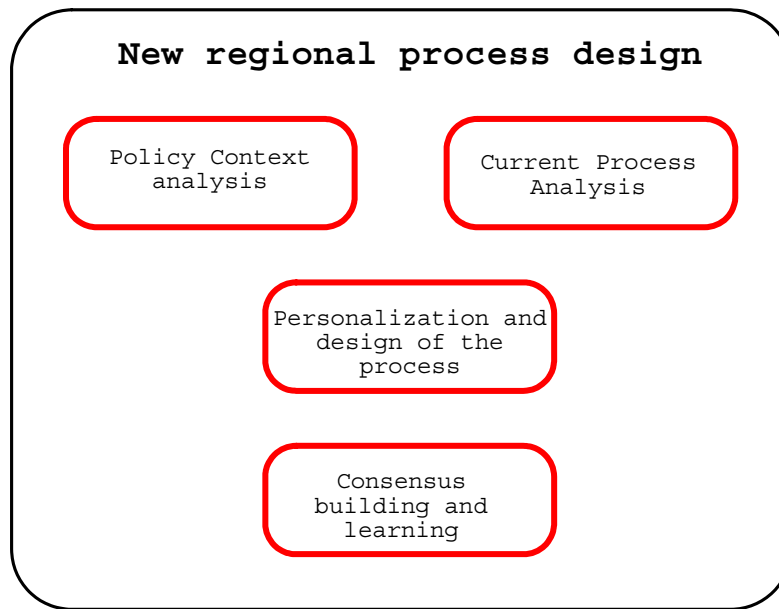 New regional process design
Policy Context
analysis
Current Process
Analysis
Personalization and
design of the
process
Consensus
building and
learning